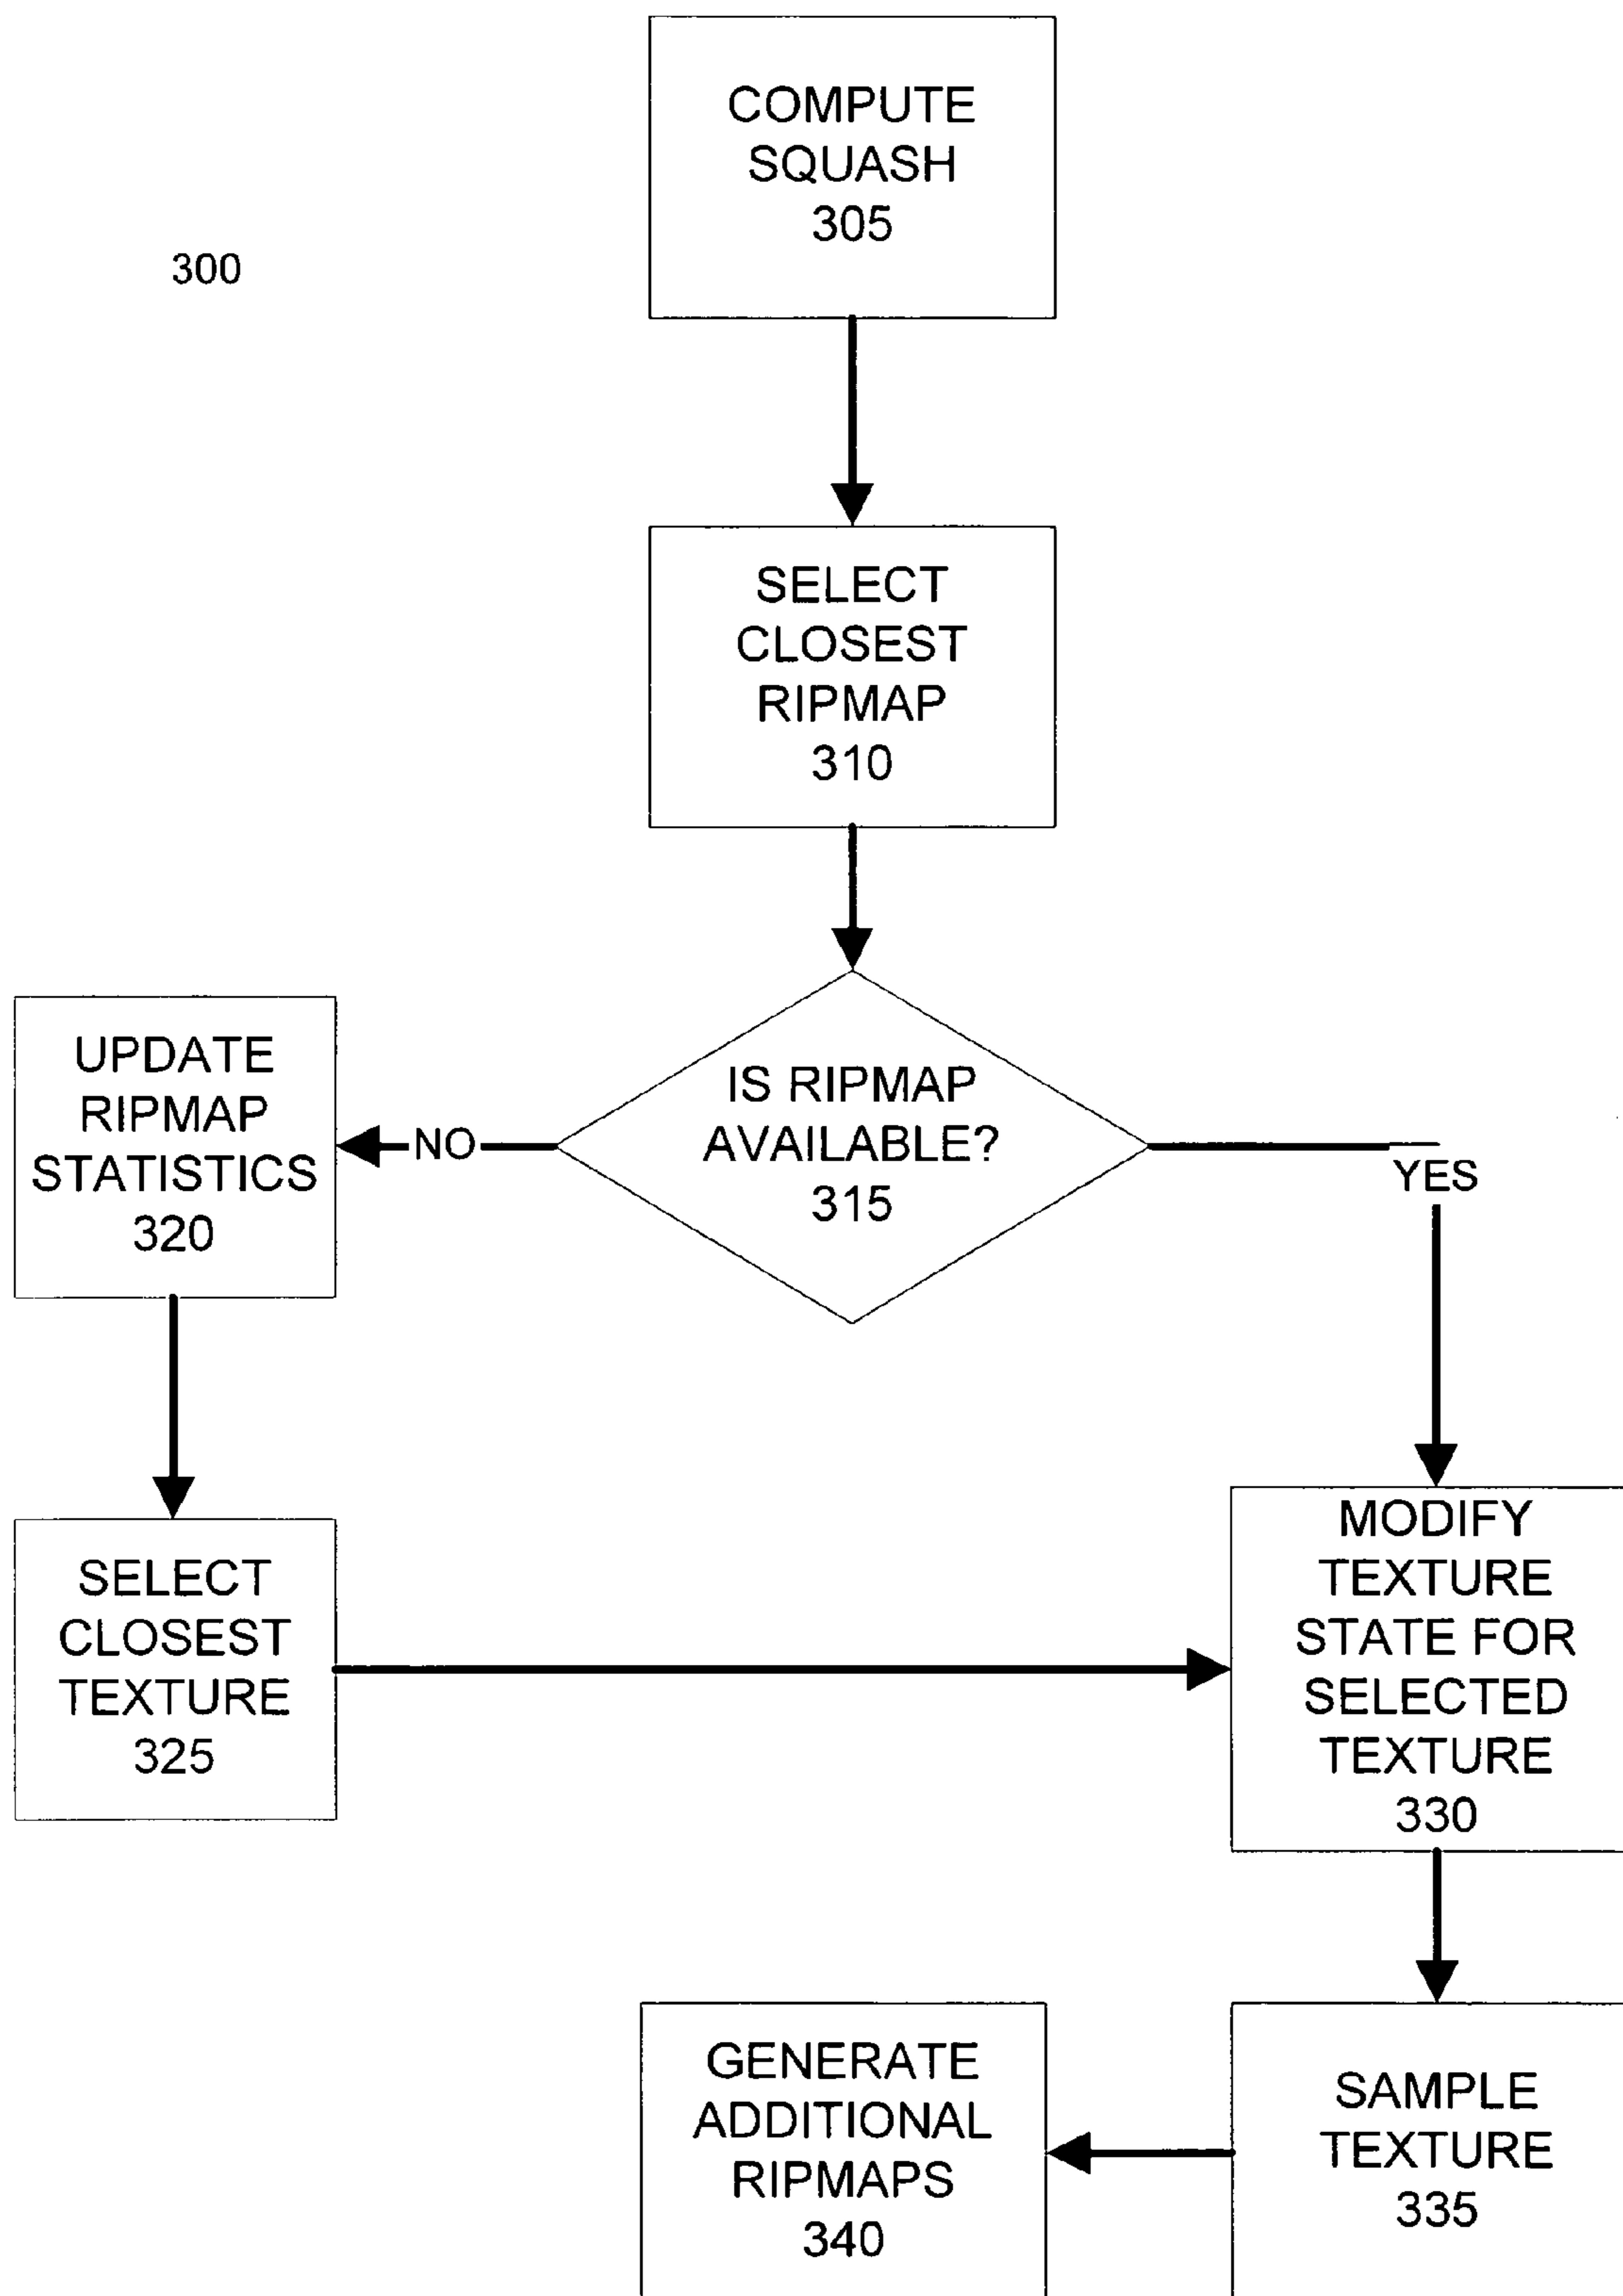 COMPUTE
SQUASH
305
300
SELECT
CLOSEST
RIPMAP
310
IS RIPMAP
AVAILABLE?
315
NO
YES
UPDATE
RIPMAP
STATISTICS
320
SELECT
CLOSEST
TEXTURE
325
MODIFY
TEXTURE
STATE FOR
SELECTED
TEXTURE
330
SAMPLE
TEXTURE
335
GENERATE
ADDITIONAL
RIPMAPS
340